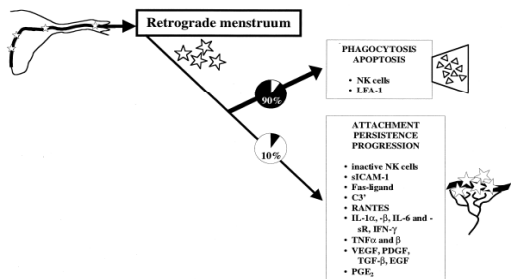 Retrograde menstruum
PHAGOCYTOSIS
APOPTOSIS
• NK cells
• LFA-1
90%
10%
ATTACHMENT
PERSISTENCE
PROGRESSION
• inactive NK cells
• sICAM-1
• Fas-ligand
• C3'
• RANTES
• IL-1α, -β, IL-6 and -
sR, IFN-γ
• TNFα and β
• VEGF, PDGF,
TGF-β, EGF
• PGE₂